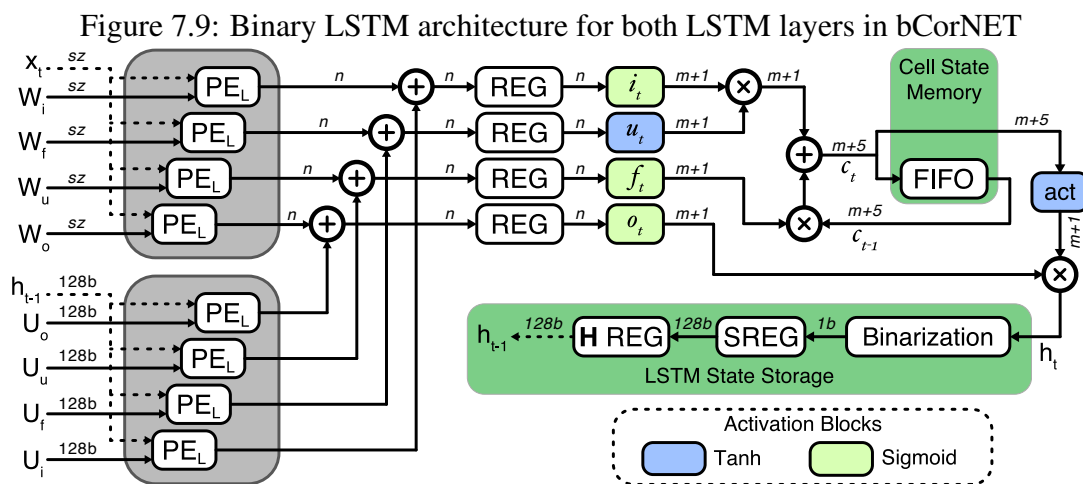 Figure 7.9: Binary LSTM architecture for both LSTM layers in bCorNET
x_t sz
W_i sz PE_L n + n REG n i_t m+1 × m+1
W_f sz PE_L n + n REG n u_t m+1
W_u sz PE_L n + n REG n f_t m+1
W_o sz PE_L n + n REG n o_t m+1
Cell State
Memory
+ m+5 c_t m+5
FIFO
× m+5 c_{t-1}
act
m+1
×
h_{t-1} 128b
U_o 128b PE_L
U_u 128b PE_L
U_f 128b PE_L
U_i 128b PE_L
h_{t-1} 128b H REG 128b SREG 1b Binarization h_t
LSTM State Storage
Activation Blocks
Tanh Sigmoid